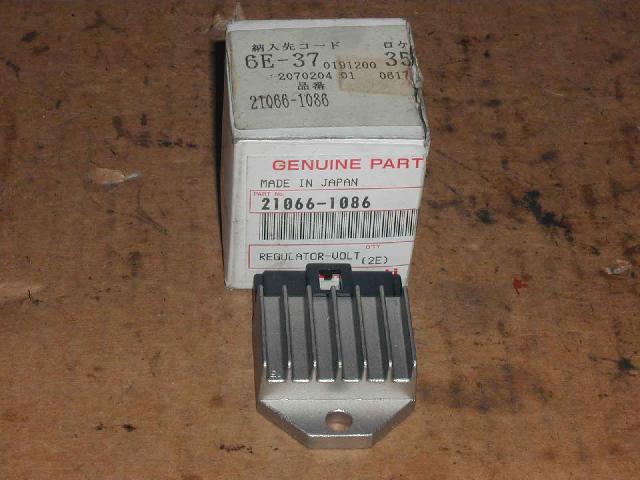 納入先コード ロケ
6E-37 0191200 35
2070204 01 0617
品番
21066-1086
GENUINE PART
MADE IN JAPAN
PART No.
21066-1086
Q'TY
REGULATOR-VOLT (2E)